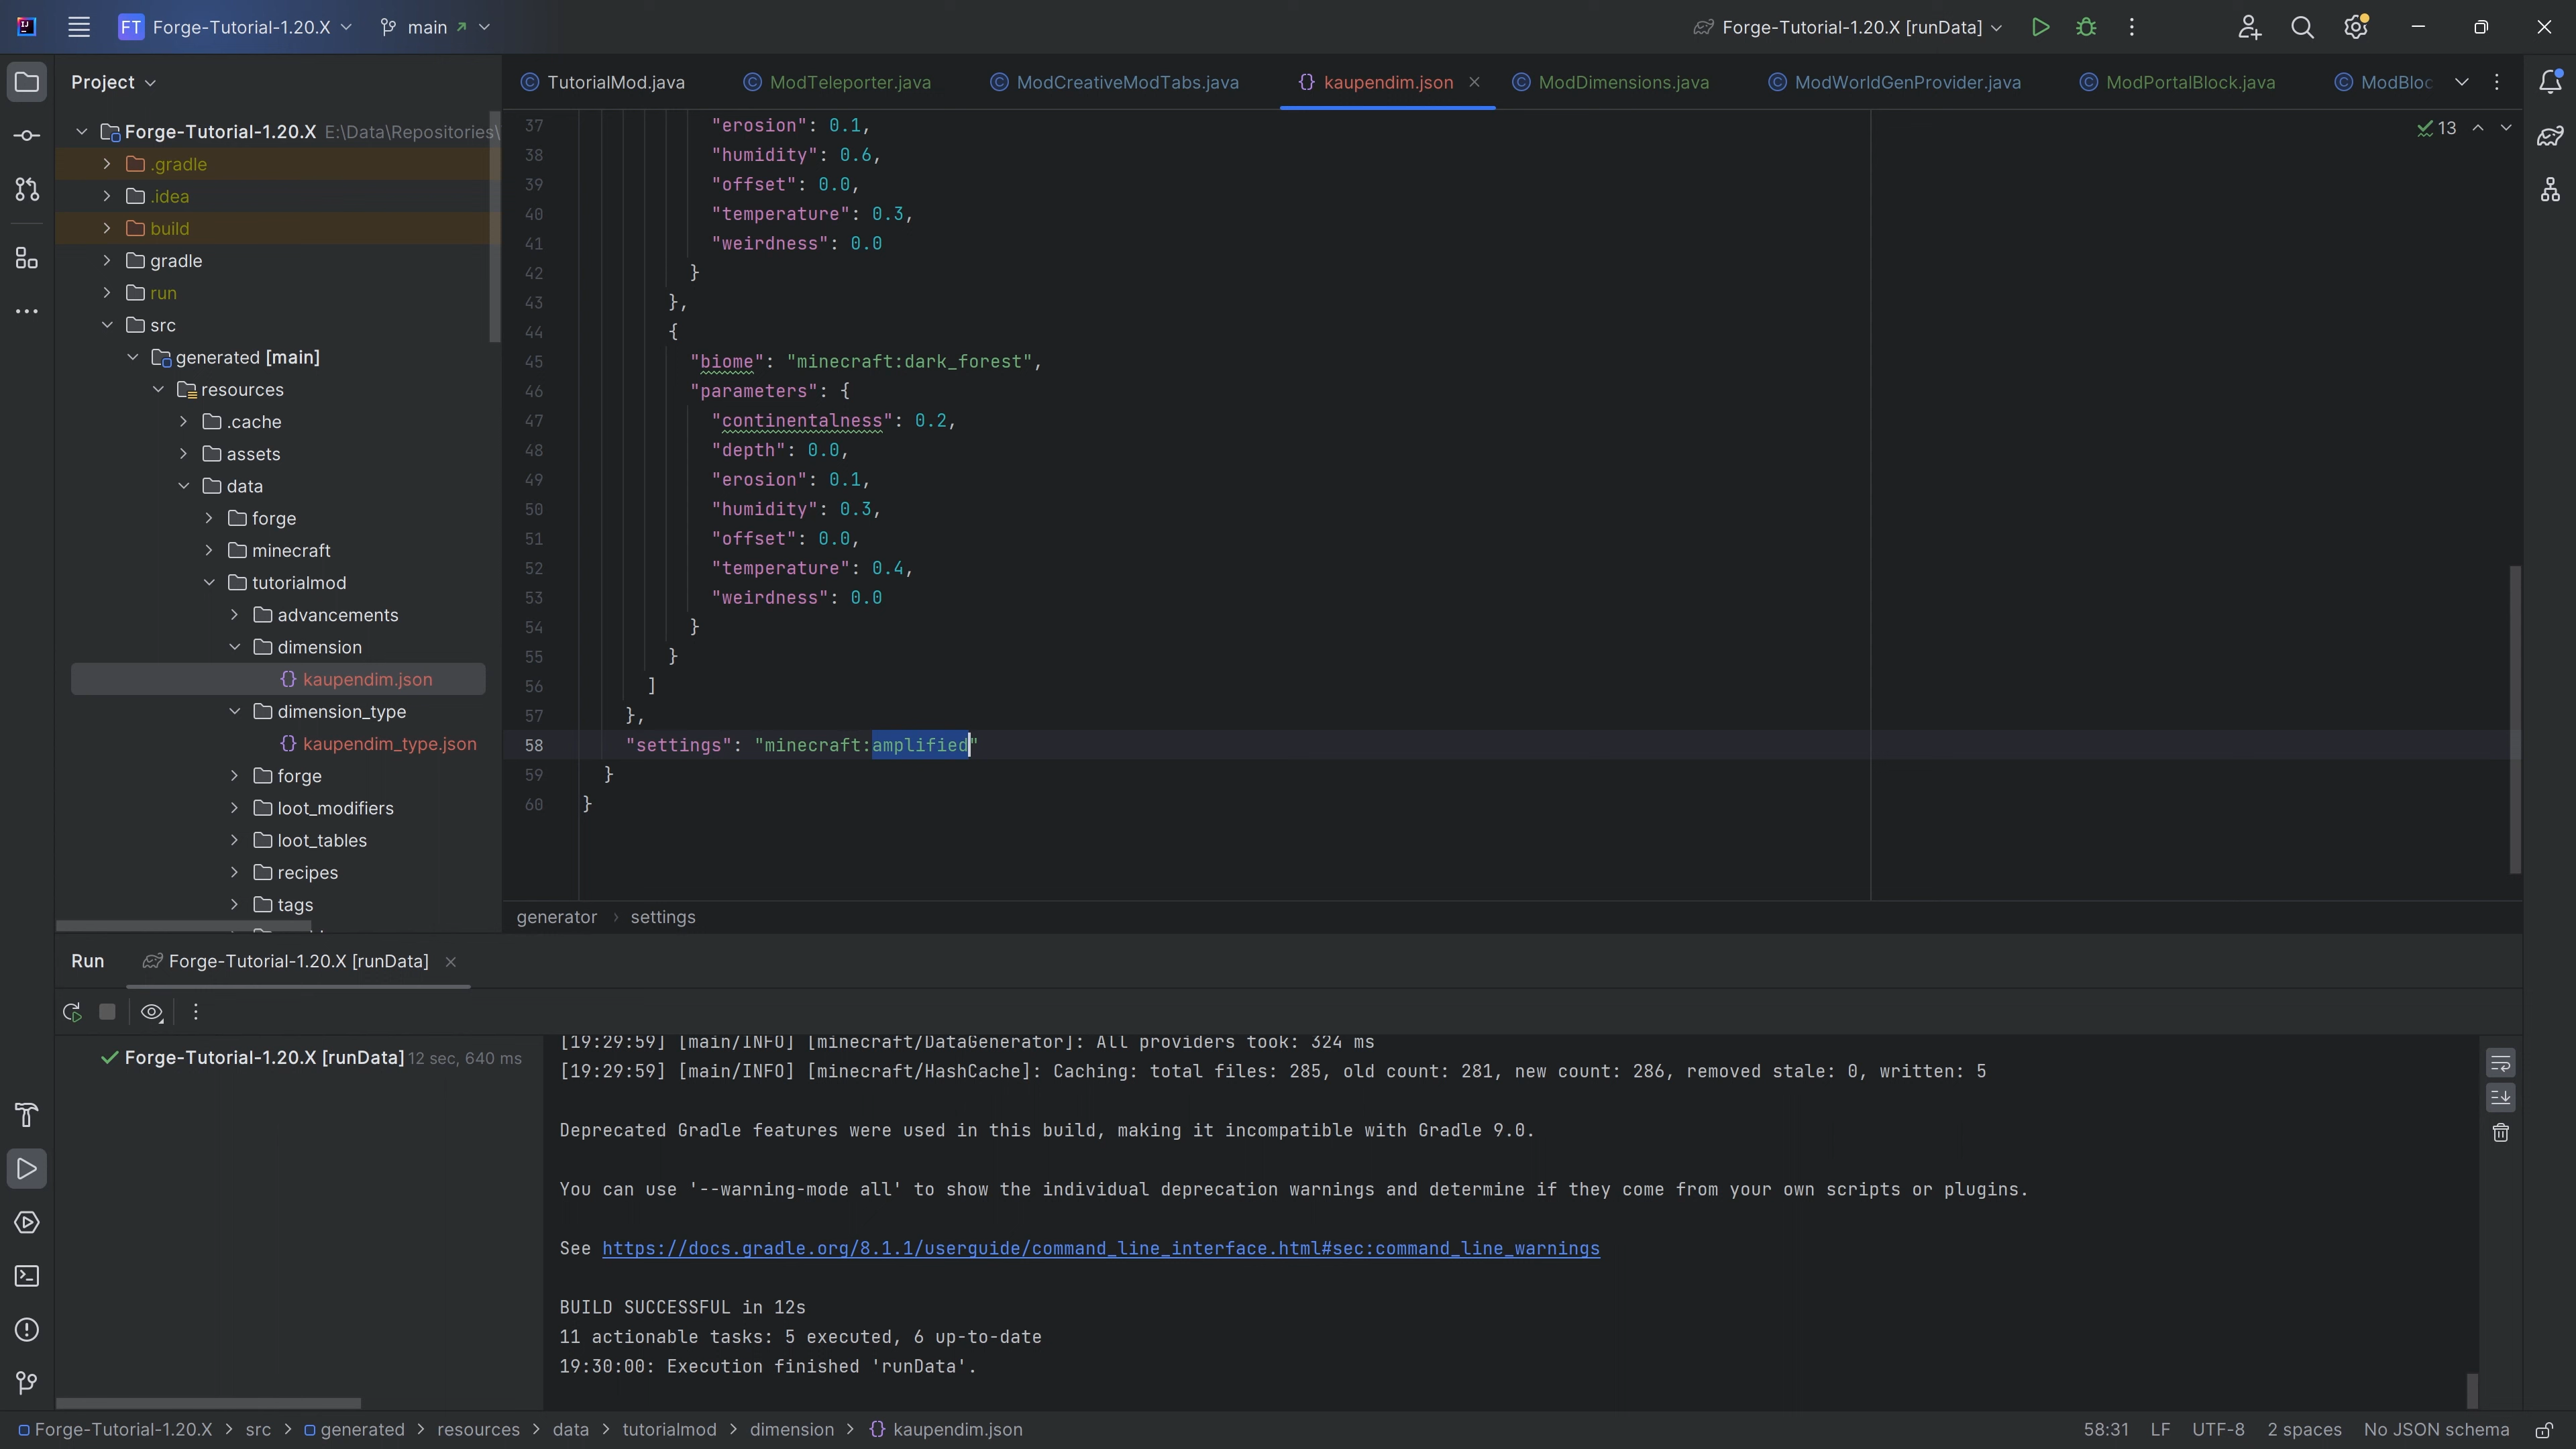 FT Forge-Tutorial-1.20.X main Forge-Tutorial-1.20.X [runData]
Project
TutorialMod.java ModTeleporter.java ModCreativeModTabs.java {} kaupendim.json ModDimensions.java ModWorldGenProvider.java ModPortalBlock.java ModBloc
Forge-Tutorial-1.20.X E:\Data\Repositories\
.gradle
.idea
build
gradle
run
src
generated [main]
resources
.cache
assets
data
forge
minecraft
tutorialmod
advancements
dimension
{} kaupendim.json
dimension_type
{} kaupendim_type.json
forge
loot_modifiers
loot_tables
recipes
tags
13
37 "erosion": 0.1,
38 "humidity": 0.6,
39 "offset": 0.0,
40 "temperature": 0.3,
41 "weirdness": 0.0
42 }
43 },
44 {
45 "biome": "minecraft:dark_forest",
46 "parameters": {
47 "continentalness": 0.2,
48 "depth": 0.0,
49 "erosion": 0.1,
50 "humidity": 0.3,
51 "offset": 0.0,
52 "temperature": 0.4,
53 "weirdness": 0.0
54 }
55 }
56 ]
57 },
58 "settings": "minecraft:amplified"
59 }
60 }
generator › settings
Run Forge-Tutorial-1.20.X [runData]
Forge-Tutorial-1.20.X [runData] 12 sec, 640 ms
[19:29:59] [main/INFO] [minecraft/DataGenerator]: All providers took: 324 ms
[19:29:59] [main/INFO] [minecraft/HashCache]: Caching: total files: 285, old count: 281, new count: 286, removed stale: 0, written: 5
Deprecated Gradle features were used in this build, making it incompatible with Gradle 9.0.
You can use '--warning-mode all' to show the individual deprecation warnings and determine if they come from your own scripts or plugins.
See https://docs.gradle.org/8.1.1/userguide/command_line_interface.html#sec:command_line_warnings
BUILD SUCCESSFUL in 12s
11 actionable tasks: 5 executed, 6 up-to-date
19:30:00: Execution finished 'runData'.
Forge-Tutorial-1.20.X › src › generated › resources › data › tutorialmod › dimension › {} kaupendim.json 58:31 LF UTF-8 2 spaces No JSON schema